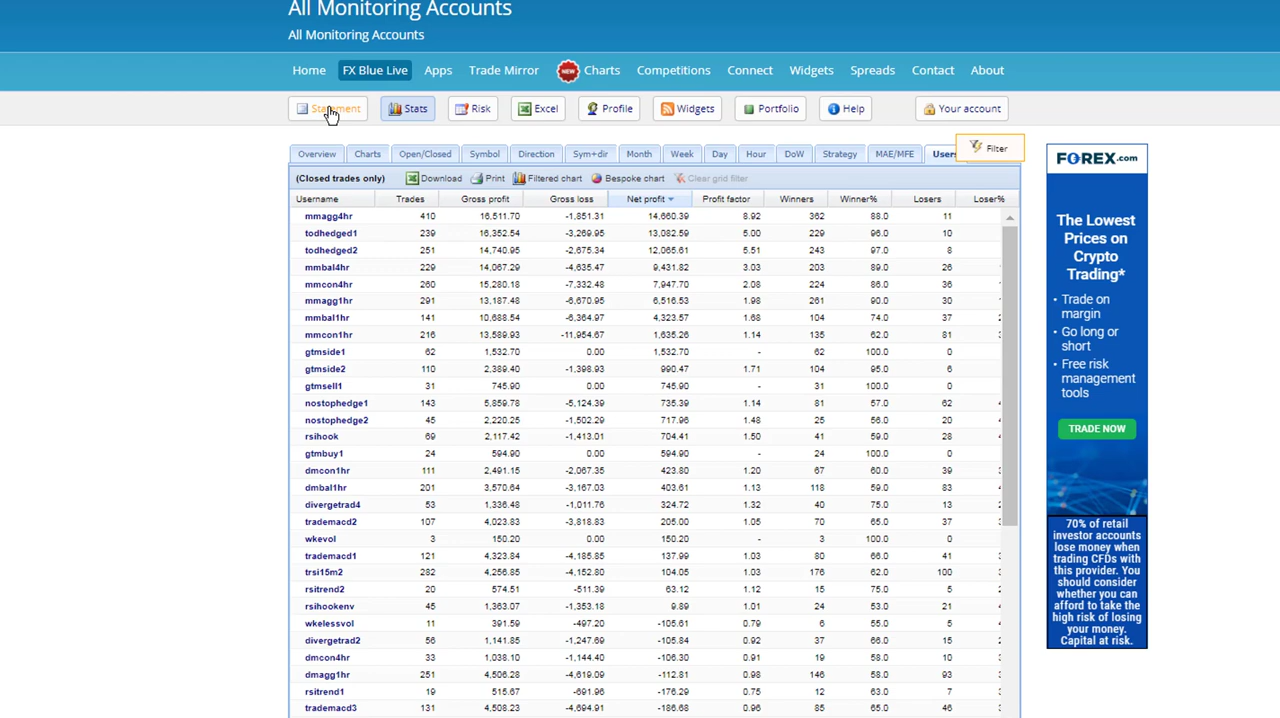 All Monitoring Accounts
All Monitoring Accounts
Home FX Blue Live Apps Trade Mirror NEW Charts Competitions Connect Widgets Spreads Contact About
Statement Stats Risk Excel Profile Widgets Portfolio Help Your account
Filter
Overview Charts Open/Closed Symbol Direction Sym+dir Month Week Day Hour DoW Strategy MAE/MFE Users
(Closed trades only) Download Print Filtered chart Bespoke chart Clear grid filter
Username Trades Gross profit Gross loss Net profit Profit factor Winners Winner% Losers Loser%
mmagg4hr 410 16,511.70 -1,851.31 14,660.39 8.92 362 88.0 11
todhedged1 239 16,352.54 -3,269.95 13,082.59 5.00 229 96.0 10
todhedged2 251 14,740.95 -2,675.34 12,065.61 5.51 243 97.0 8
mmbal4hr 229 14,067.29 -4,635.47 9,431.82 3.03 203 89.0 26
mmcon4hr 260 15,280.18 -7,332.48 7,947.70 2.08 224 86.0 36
mmagg1hr 291 13,187.48 -6,670.95 6,516.53 1.98 261 90.0 30
mmbal1hr 141 10,688.54 -6,364.97 4,323.57 1.68 104 74.0 37
mmcon1hr 216 13,589.93 -11,954.67 1,635.26 1.14 135 62.0 81
gtmside1 62 1,532.70 0.00 1,532.70 - 62 100.0 0
gtmside2 110 2,389.40 -1,398.93 990.47 1.71 104 95.0 6
gtmsell1 31 745.90 0.00 745.90 - 31 100.0 0
nostophedge1 143 5,859.78 -5,124.39 735.39 1.14 81 57.0 62
nostophedge2 45 2,220.25 -1,502.29 717.96 1.48 25 56.0 20
rsihook 69 2,117.42 -1,413.01 704.41 1.50 41 59.0 28
gtmbuy1 24 594.90 0.00 594.90 - 24 100.0 0
dmcon1hr 111 2,491.15 -2,067.35 423.80 1.20 67 60.0 39
dmbal1hr 201 3,570.64 -3,167.03 403.61 1.13 118 59.0 83
divergetrad4 53 1,336.48 -1,011.76 324.72 1.32 40 75.0 13
trademacd2 107 4,023.83 -3,818.83 205.00 1.05 70 65.0 37
wkevol 3 150.20 0.00 150.20 - 3 100.0 0
trademacd1 121 4,323.84 -4,185.85 137.99 1.03 80 66.0 41
trsi15m2 282 4,256.85 -4,152.80 104.05 1.03 176 62.0 100
rsitrend2 20 574.51 -511.39 63.12 1.12 15 75.0 5
rsihookenv 45 1,363.07 -1,353.18 9.89 1.01 24 53.0 21
wkelessvol 11 391.59 -497.20 -105.61 0.79 6 55.0 5
divergetrad2 56 1,141.85 -1,247.69 -105.84 0.92 37 66.0 15
dmcon4hr 33 1,038.10 -1,144.40 -106.30 0.91 19 58.0 10
dmagg1hr 251 4,506.28 -4,619.09 -112.81 0.98 146 58.0 93
rsitrend1 19 515.67 -691.96 -176.29 0.75 12 63.0 7
trademacd3 131 4,508.23 -4,694.91 -186.68 0.96 85 65.0 46
FOREX.com
The Lowest
Prices on
Crypto
Trading*
• Trade on
margin
• Go long or
short
• Free risk
management
tools
TRADE NOW
70% of retail
investor accounts
lose money when
trading CFDs with
this provider. You
should consider
whether you can
afford to take the
high risk of losing
your money.
Capital at risk.